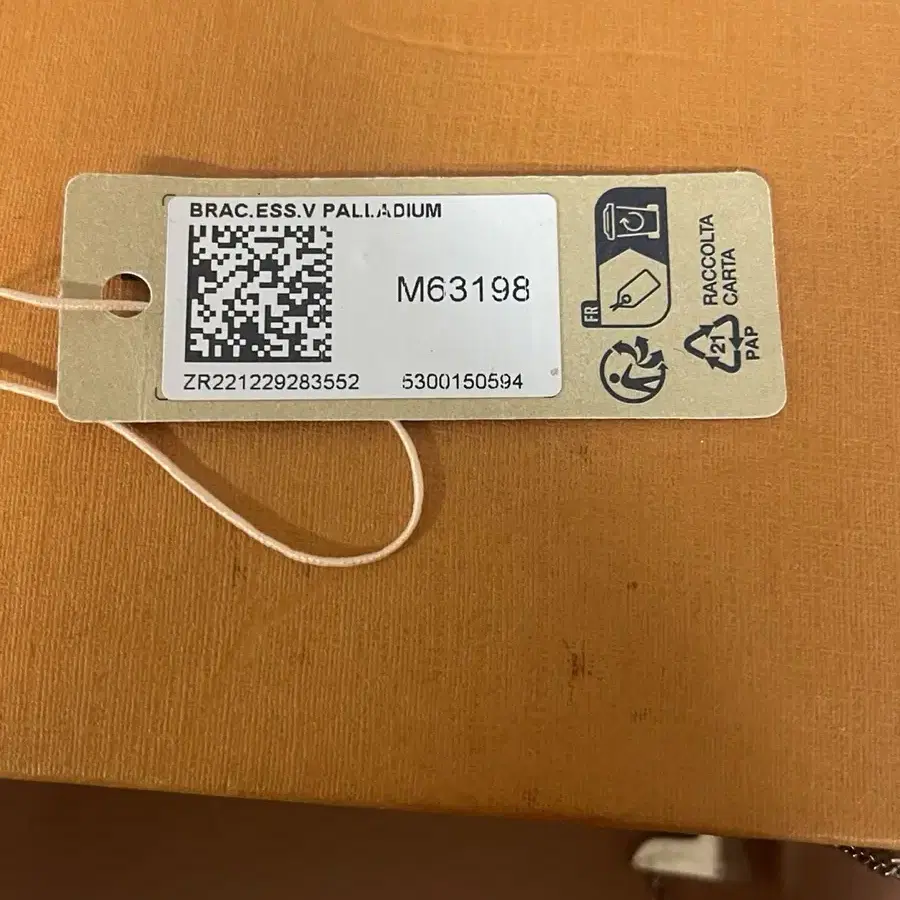 BRAC.ESS.V PALLADIUM
M63198
ZR221229283552
5300150594
FR
RACCOLTA
CARTA
21
PAP